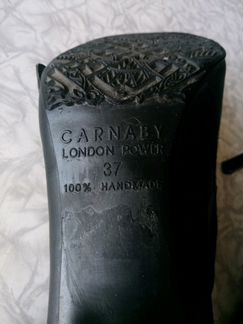 CARNABY
LONDON POWER
37
100% HANDMADE